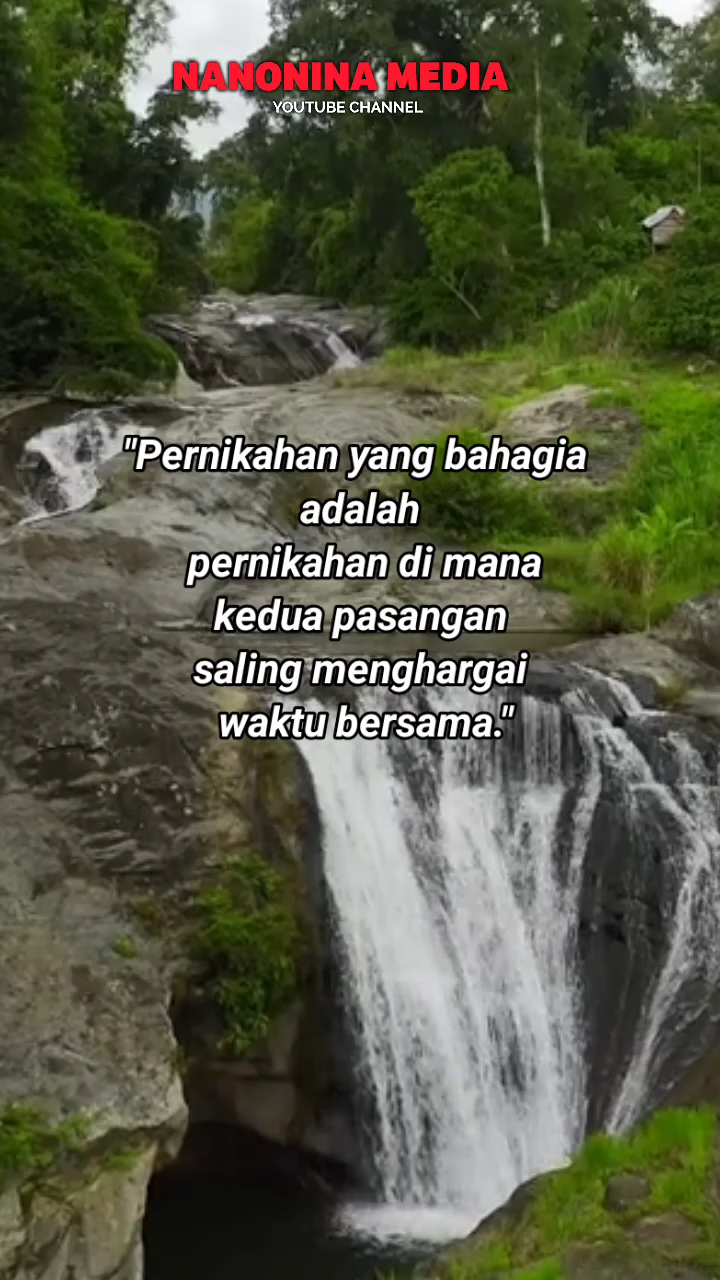 NANONINA MEDIA
YOUTUBE CHANNEL
"Pernikahan yang bahagia
adalah
pernikahan di mana
kedua pasangan
saling menghargai
waktu bersama."